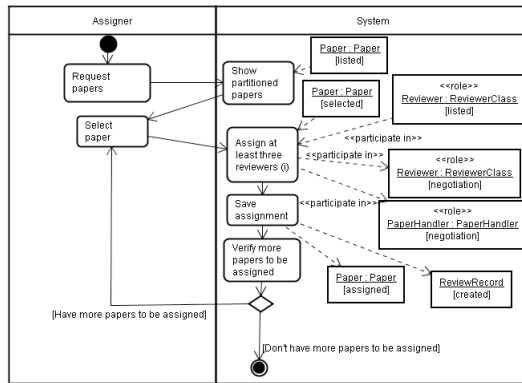 Assigner
System
Request
papers
Show
partitioned
papers
Paper : Paper
[listed]
Paper : Paper
[selected]
<<role>>
Reviewer : ReviewerClass
[listed]
Select
paper
Assign at
least three
reviewers (i)
<<participate in>>
<<participate in>>
<<role>>
Reviewer : ReviewerClass
[negotiation]
Save
assignment
<<participate in>>
<<role>>
PaperHandler : PaperHandler
[negotiation]
Verify more
papers to be
assigned
Paper : Paper
[assigned]
ReviewRecord
[created]
[Have more papers to be assigned]
[Don't have more papers to be assigned]